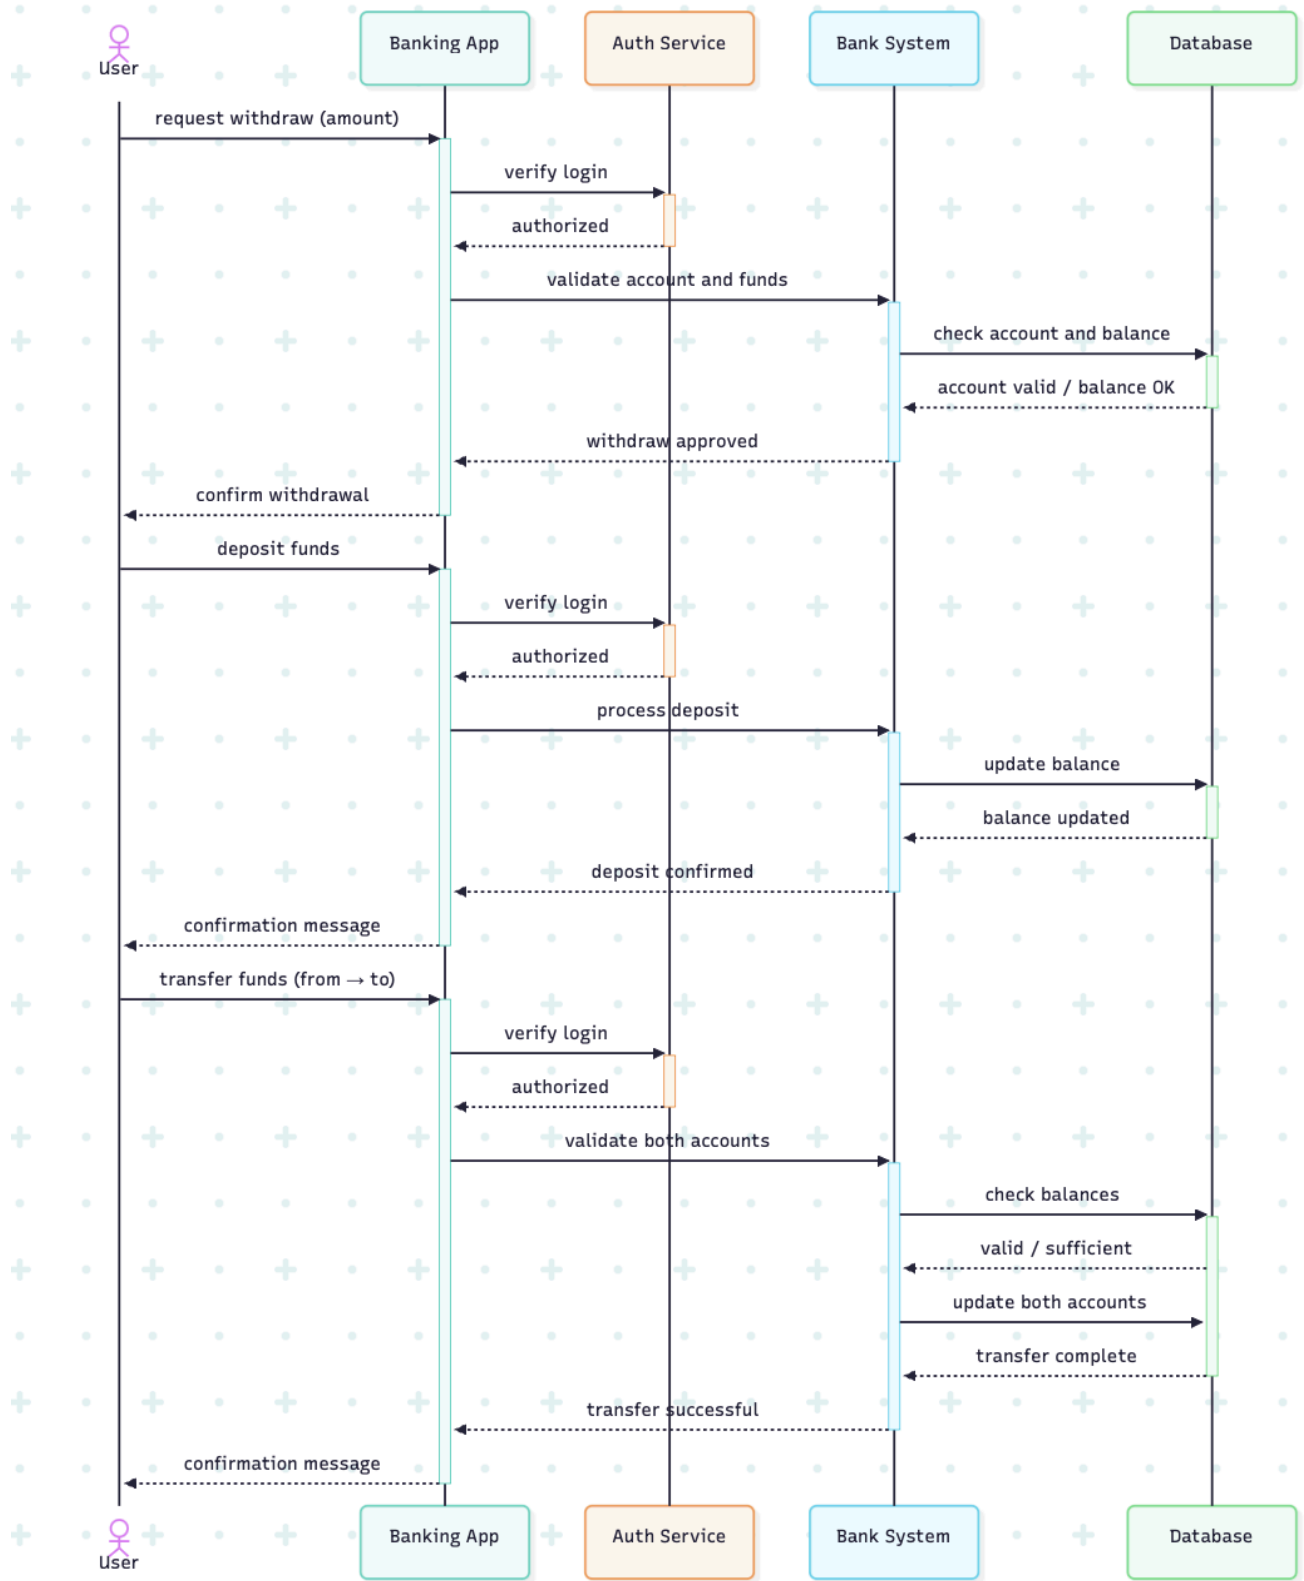 User
Banking App
Auth Service
Bank System
Database
request withdraw (amount)
verify login
authorized
validate account and funds
check account and balance
account valid / balance OK
withdraw approved
confirm withdrawal
deposit funds
verify login
authorized
process deposit
update balance
balance updated
deposit confirmed
confirmation message
transfer funds (from → to)
verify login
authorized
validate both accounts
check balances
valid / sufficient
update both accounts
transfer complete
transfer successful
confirmation message
User
Banking App
Auth Service
Bank System
Database